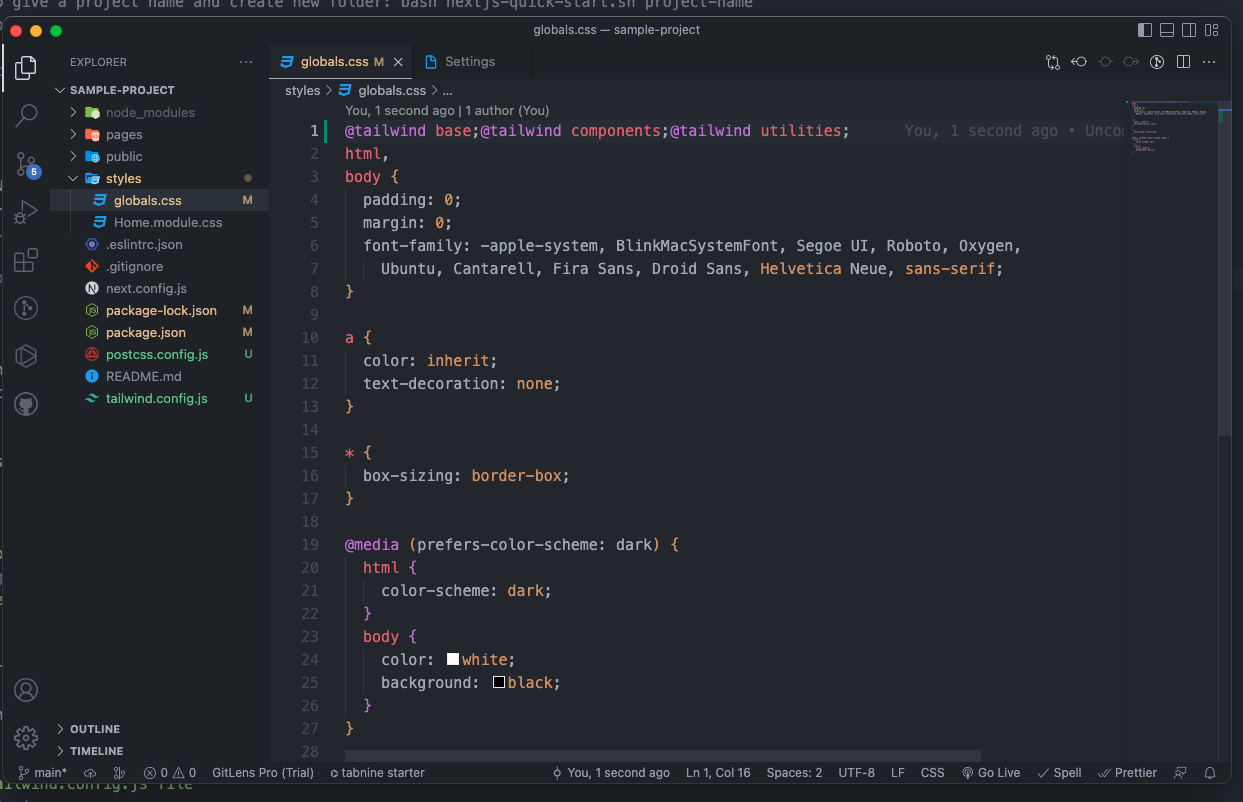 give a project name and create new folder: bash nextjs-quick-start.sh project-name
globals.css — sample-project
EXPLORER
globals.css M
Settings
SAMPLE-PROJECT
node_modules
pages
public
styles
globals.css M
Home.module.css
.eslintrc.json
.gitignore
next.config.js
package-lock.json M
package.json M
postcss.config.js U
README.md
tailwind.config.js U
OUTLINE
TIMELINE
5
styles > globals.css > ...
You, 1 second ago | 1 author (You)
1 @tailwind base;@tailwind components;@tailwind utilities; You, 1 second ago •
2 html,
3 body {
4 padding: 0;
5 margin: 0;
6 font-family: -apple-system, BlinkMacSystemFont, Segoe UI, Roboto, Oxygen,
7 Ubuntu, Cantarell, Fira Sans, Droid Sans, Helvetica Neue, sans-serif;
8 }
9
10 a {
11 color: inherit;
12 text-decoration: none;
13 }
14
15 * {
16 box-sizing: border-box;
17 }
18
19 @media (prefers-color-scheme: dark) {
20 html {
21 color-scheme: dark;
22 }
23 body {
24 color: white;
25 background: black;
26 }
27 }
28
main* 0 0 GitLens Pro (Trial) tabnine starter You, 1 second ago Ln 1, Col 16 Spaces: 2 UTF-8 LF CSS Go Live Spell Prettier
file